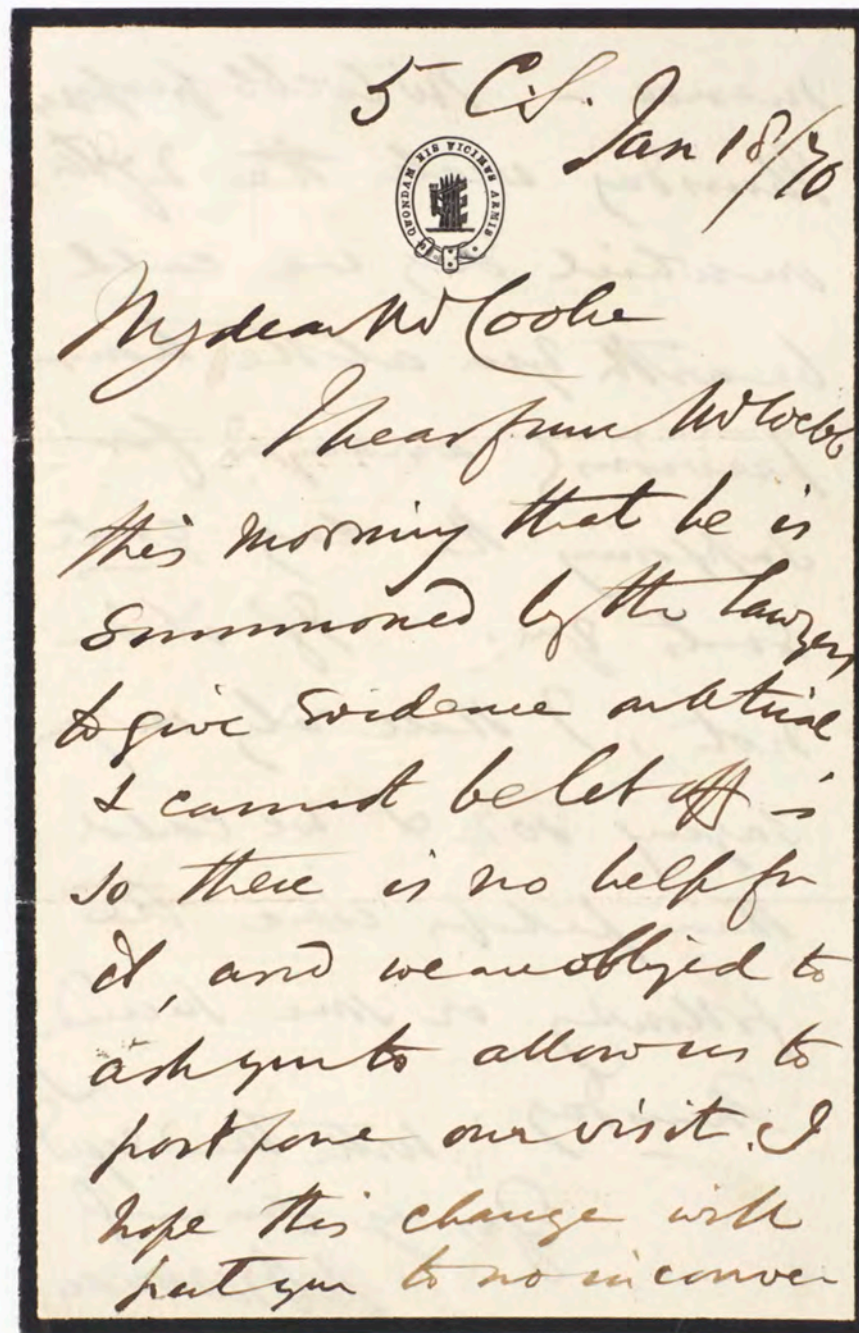 5 C.S.
Jan 18/70
QUONDAM HIS VICIMUS ARMIS
My dear Mr Cooke
I hear from Mr Webb
this morning that he is
summoned by the lawyers
to give evidence on trial
& cannot be let off –
so there is no help for
it, and we are obliged to
ask you to allow us to
postpone our visit. I
hope this change will
put you to no inconven